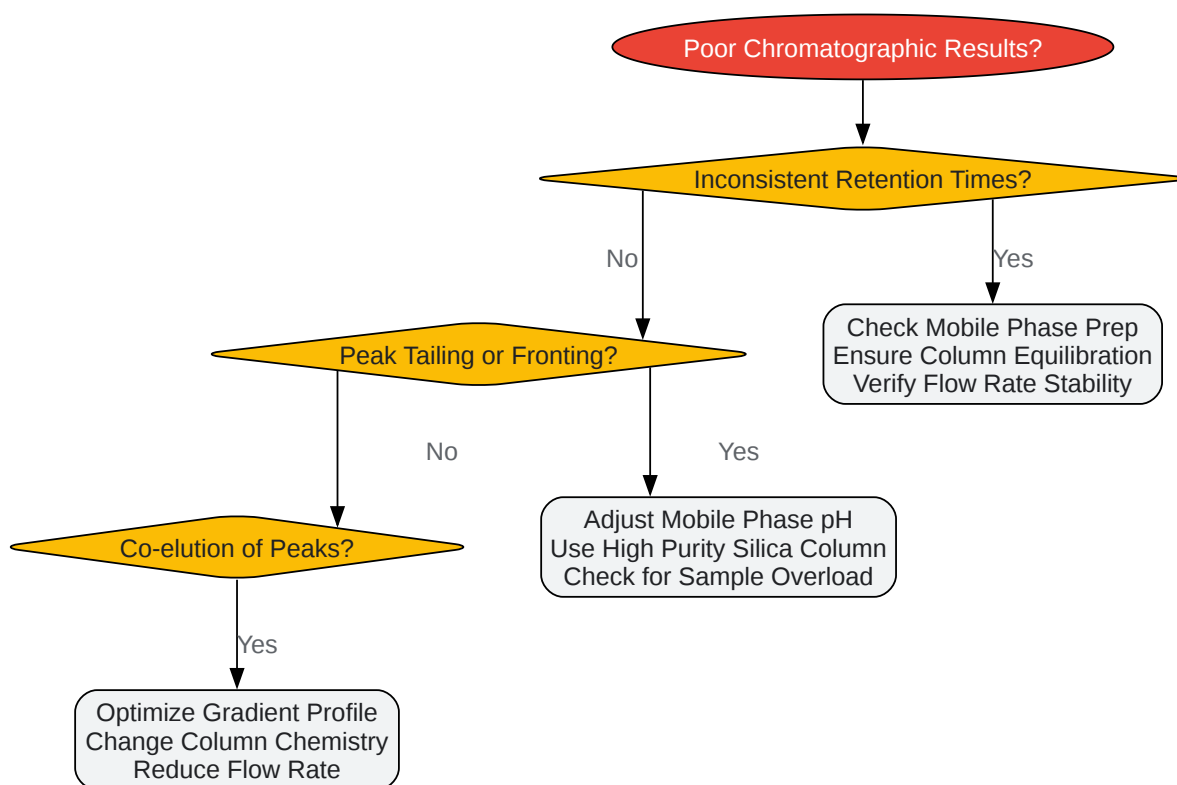 Poor Chromatographic Results?
Inconsistent Retention Times?
No
Yes
Check Mobile Phase Prep
Ensure Column Equilibration
Verify Flow Rate Stability
Peak Tailing or Fronting?
No
Yes
Adjust Mobile Phase pH
Use High Purity Silica Column
Check for Sample Overload
Co-elution of Peaks?
Yes
Optimize Gradient Profile
Change Column Chemistry
Reduce Flow Rate